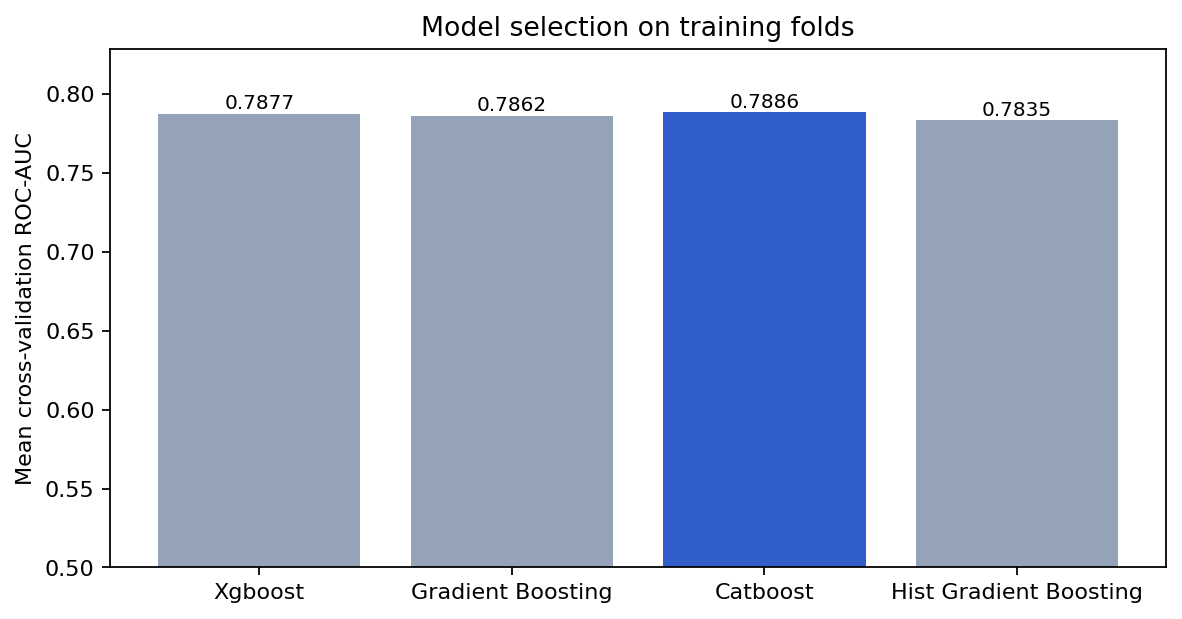 Model selection on training folds
Mean cross-validation ROC-AUC
0.80
0.75
0.70
0.65
0.60
0.55
0.50
0.7877
0.7862
0.7886
0.7835
Xgboost
Gradient Boosting
Catboost
Hist Gradient Boosting